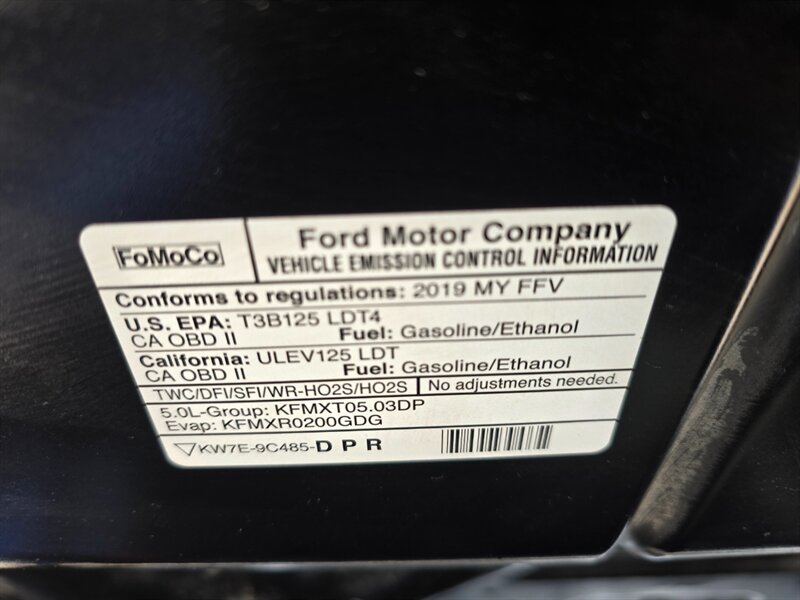 FoMoCo
Ford Motor Company
VEHICLE EMISSION CONTROL INFORMATION
Conforms to regulations: 2019 MY FFV
U.S. EPA: T3B125 LDT4
CA OBD II Fuel: Gasoline/Ethanol
California: ULEV125 LDT
CA OBD II Fuel: Gasoline/Ethanol
TWC/DFI/SFI/WR-HO2S/HO2S No adjustments needed.
5.0L-Group: KFMXT05.03DP
Evap: KFMXR0200GDG
KW7E-9C485-DPR